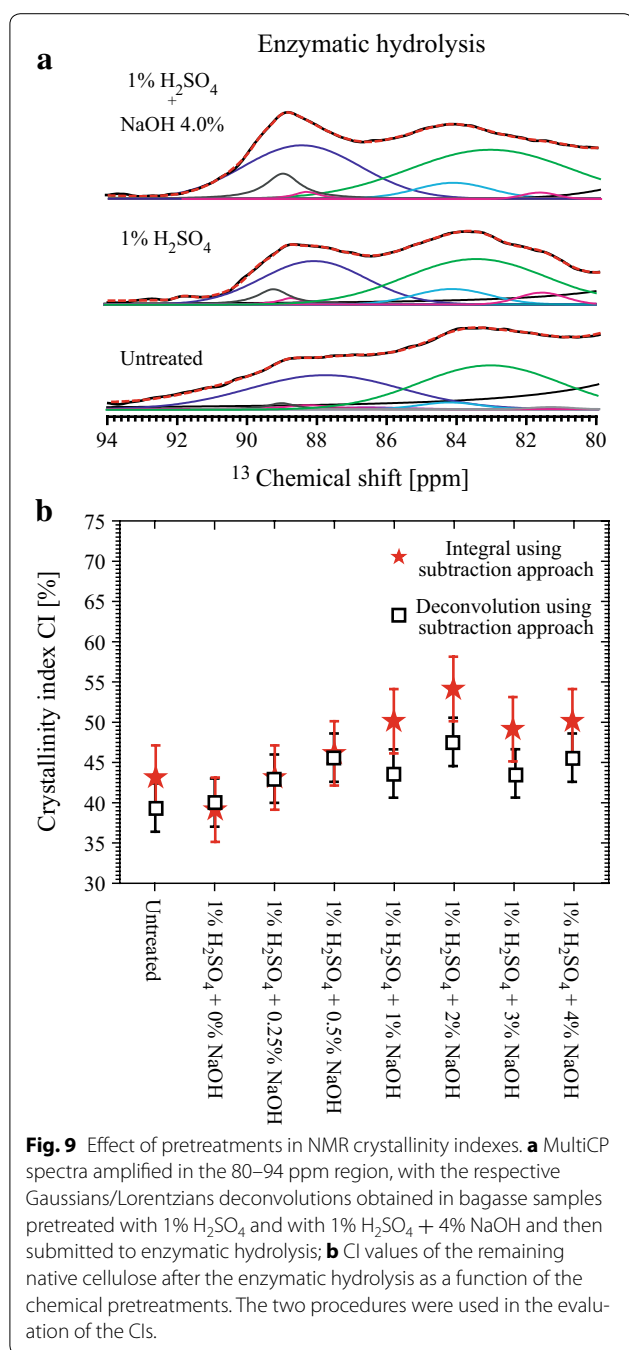 a
Enzymatic hydrolysis
1% H₂SO₄
+
NaOH 4.0%
1% H₂SO₄
Untreated
94 92 90 88 86 84 82 80
¹³ Chemical shift [ppm]
b
Crystallinity index CI [%]
75
70
65
60
55
50
45
40
35
30
Integral using
subtraction approach
Deconvolution using
subtraction approach
Untreated
1% H₂SO₄ + 0% NaOH
1% H₂SO₄ + 0.25% NaOH
1% H₂SO₄ + 0.5% NaOH
1% H₂SO₄ + 1% NaOH
1% H₂SO₄ + 2% NaOH
1% H₂SO₄ + 3% NaOH
1% H₂SO₄ + 4% NaOH
Fig. 9 Effect of pretreatments in NMR crystallinity indexes. a MultiCP
spectra amplified in the 80–94 ppm region, with the respective
Gaussians/Lorentzians deconvolutions obtained in bagasse samples
pretreated with 1% H₂SO₄ and with 1% H₂SO₄ + 4% NaOH and then
submitted to enzymatic hydrolysis; b CI values of the remaining
native cellulose after the enzymatic hydrolysis as a function of the
chemical pretreatments. The two procedures were used in the evalu-
ation of the CIs.